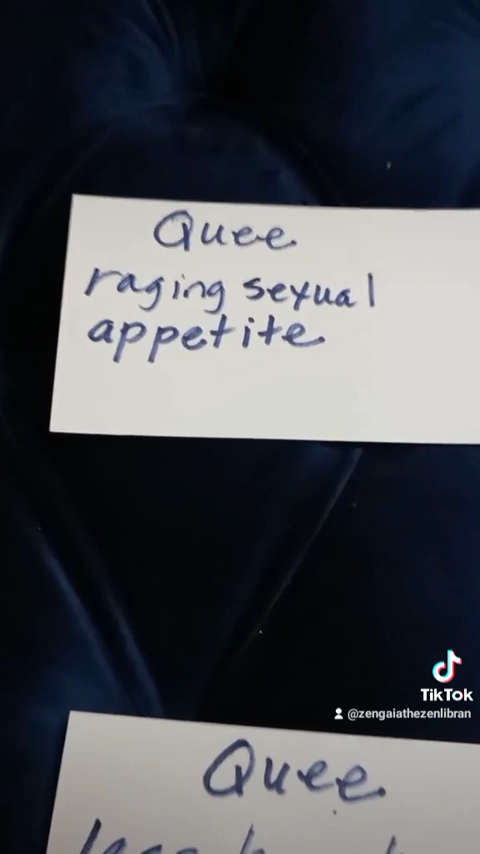 Quee
raging sexual
appetite
TikTok
@zengaiathezenlibran
Quee